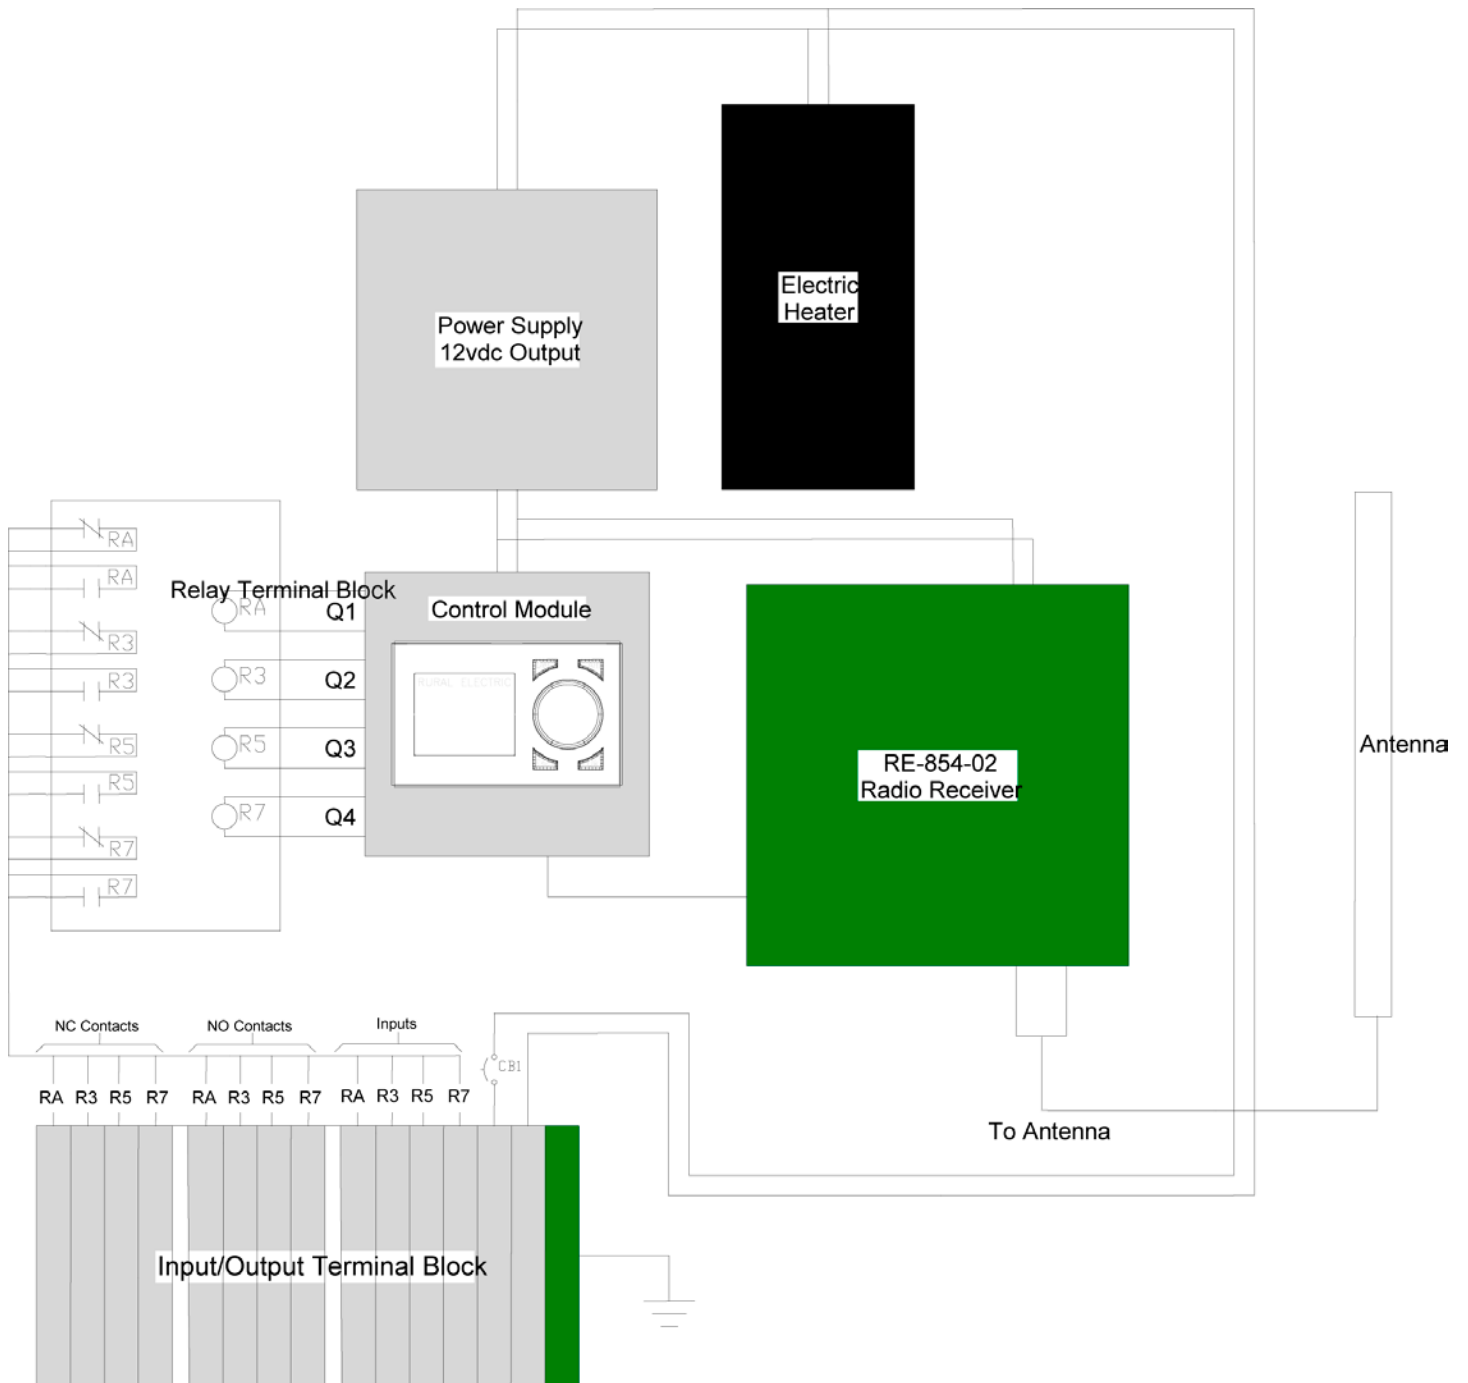 Electric
Heater
Power Supply
12vdc Output
RA
RA
R3
R3
R5
R5
R7
R7
Relay Terminal Block
RA
R3
R5
R7
Q1
Q2
Q3
Q4
Control Module
RURAL ELECTRIC
RE-854-02
Radio Receiver
Antenna
NC Contacts
NO Contacts
Inputs
CB1
RA R3 R5 R7
RA R3 R5 R7
RA R3 R5 R7
To Antenna
Input/Output Terminal Block